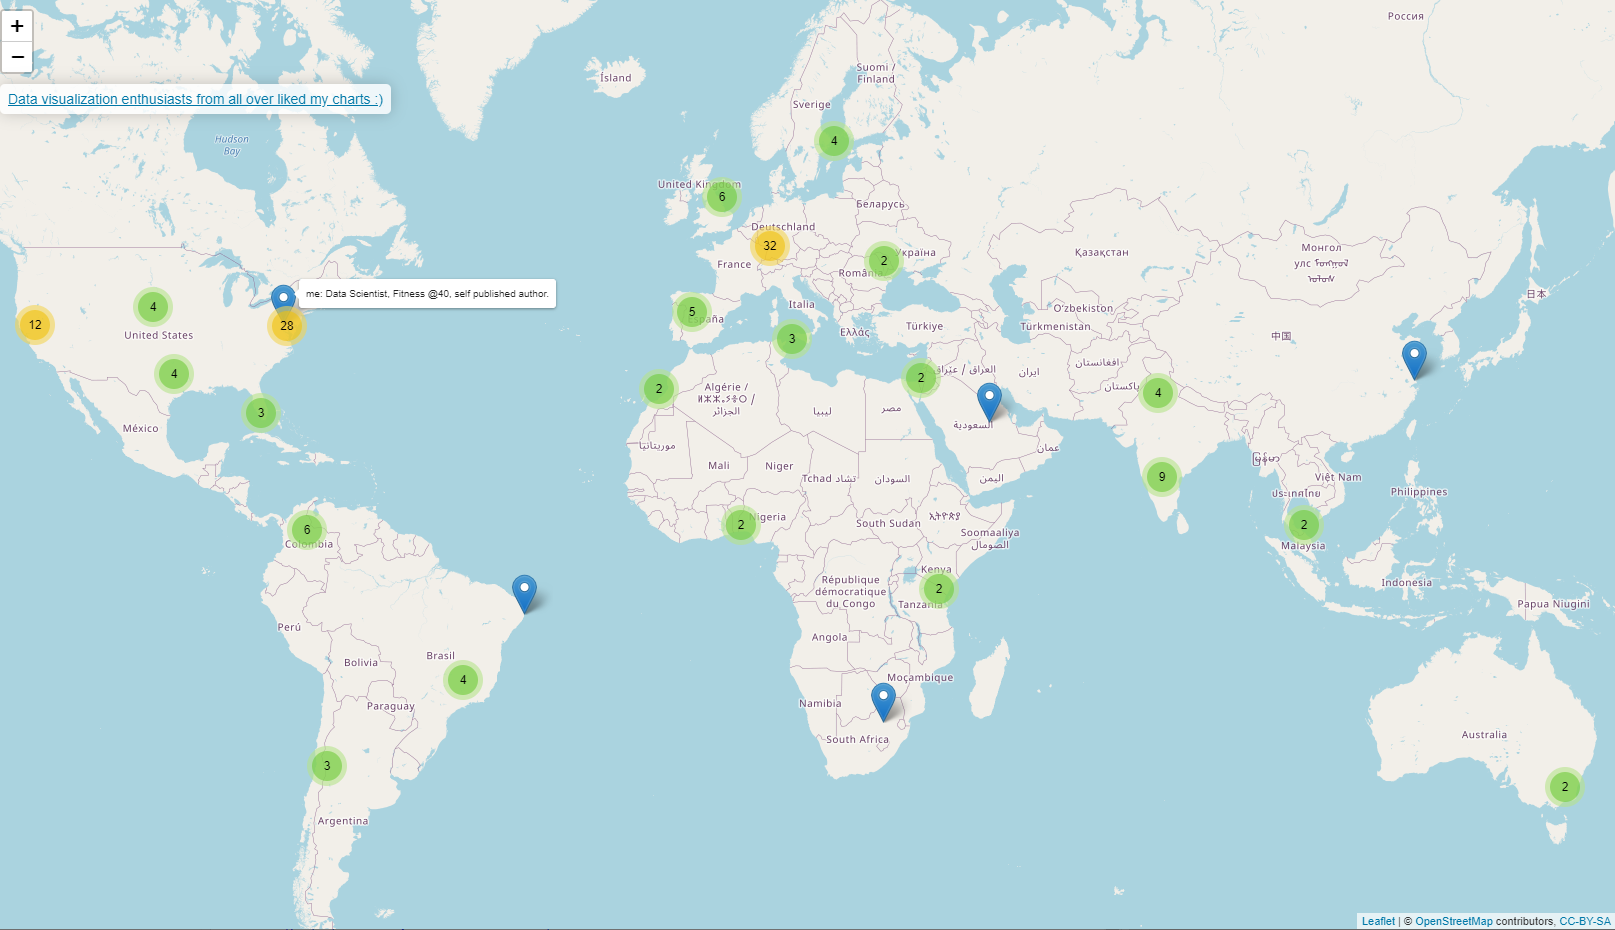 +
−
Data visualization enthusiasts from all over liked my charts :)
Россия
Ísland
Suomi /
Finland
Sverige
Hudson
Bay
4
United Kingdom
6
Беларусь
Deutschland
32
France
2
Україна
România
Қазақстан
Монгол
улс
me: Data Scientist, Fitness @40, self published author.
4
12
28
United States
5
España
Italia
3
Ελλάς
Türkiye
Oʻzbekiston
Türkmenistan
中国
日本
4
3
México
2
Algérie /
ⵍⵣⵣⴰⵢⴻⵔ /
الجزائر
ليبيا
مصر
2
العراق / عێراق
ایران
افغانستان
پاکستان
4
السعودية
عمان
موريتانيا
Mali
Niger
Tchad تشاد
السودان
اليمن
9
မြန်မာ
ประเทศไทย
Việt Nam
Philippines
6
Colombia
2
Nigeria
South Sudan
ኢትዮጵያ
Soomaaliya
الصومال
2
Malaysia
Kenya
2
Tanzania
République
démocratique
du Congo
Indonesia
Papua Niugini
Perú
Angola
Brasil
Bolivia
4
Moçambique
Paraguay
Namibia
South Africa
Australia
3
2
Argentina
Leaflet | © OpenStreetMap contributors, CC-BY-SA